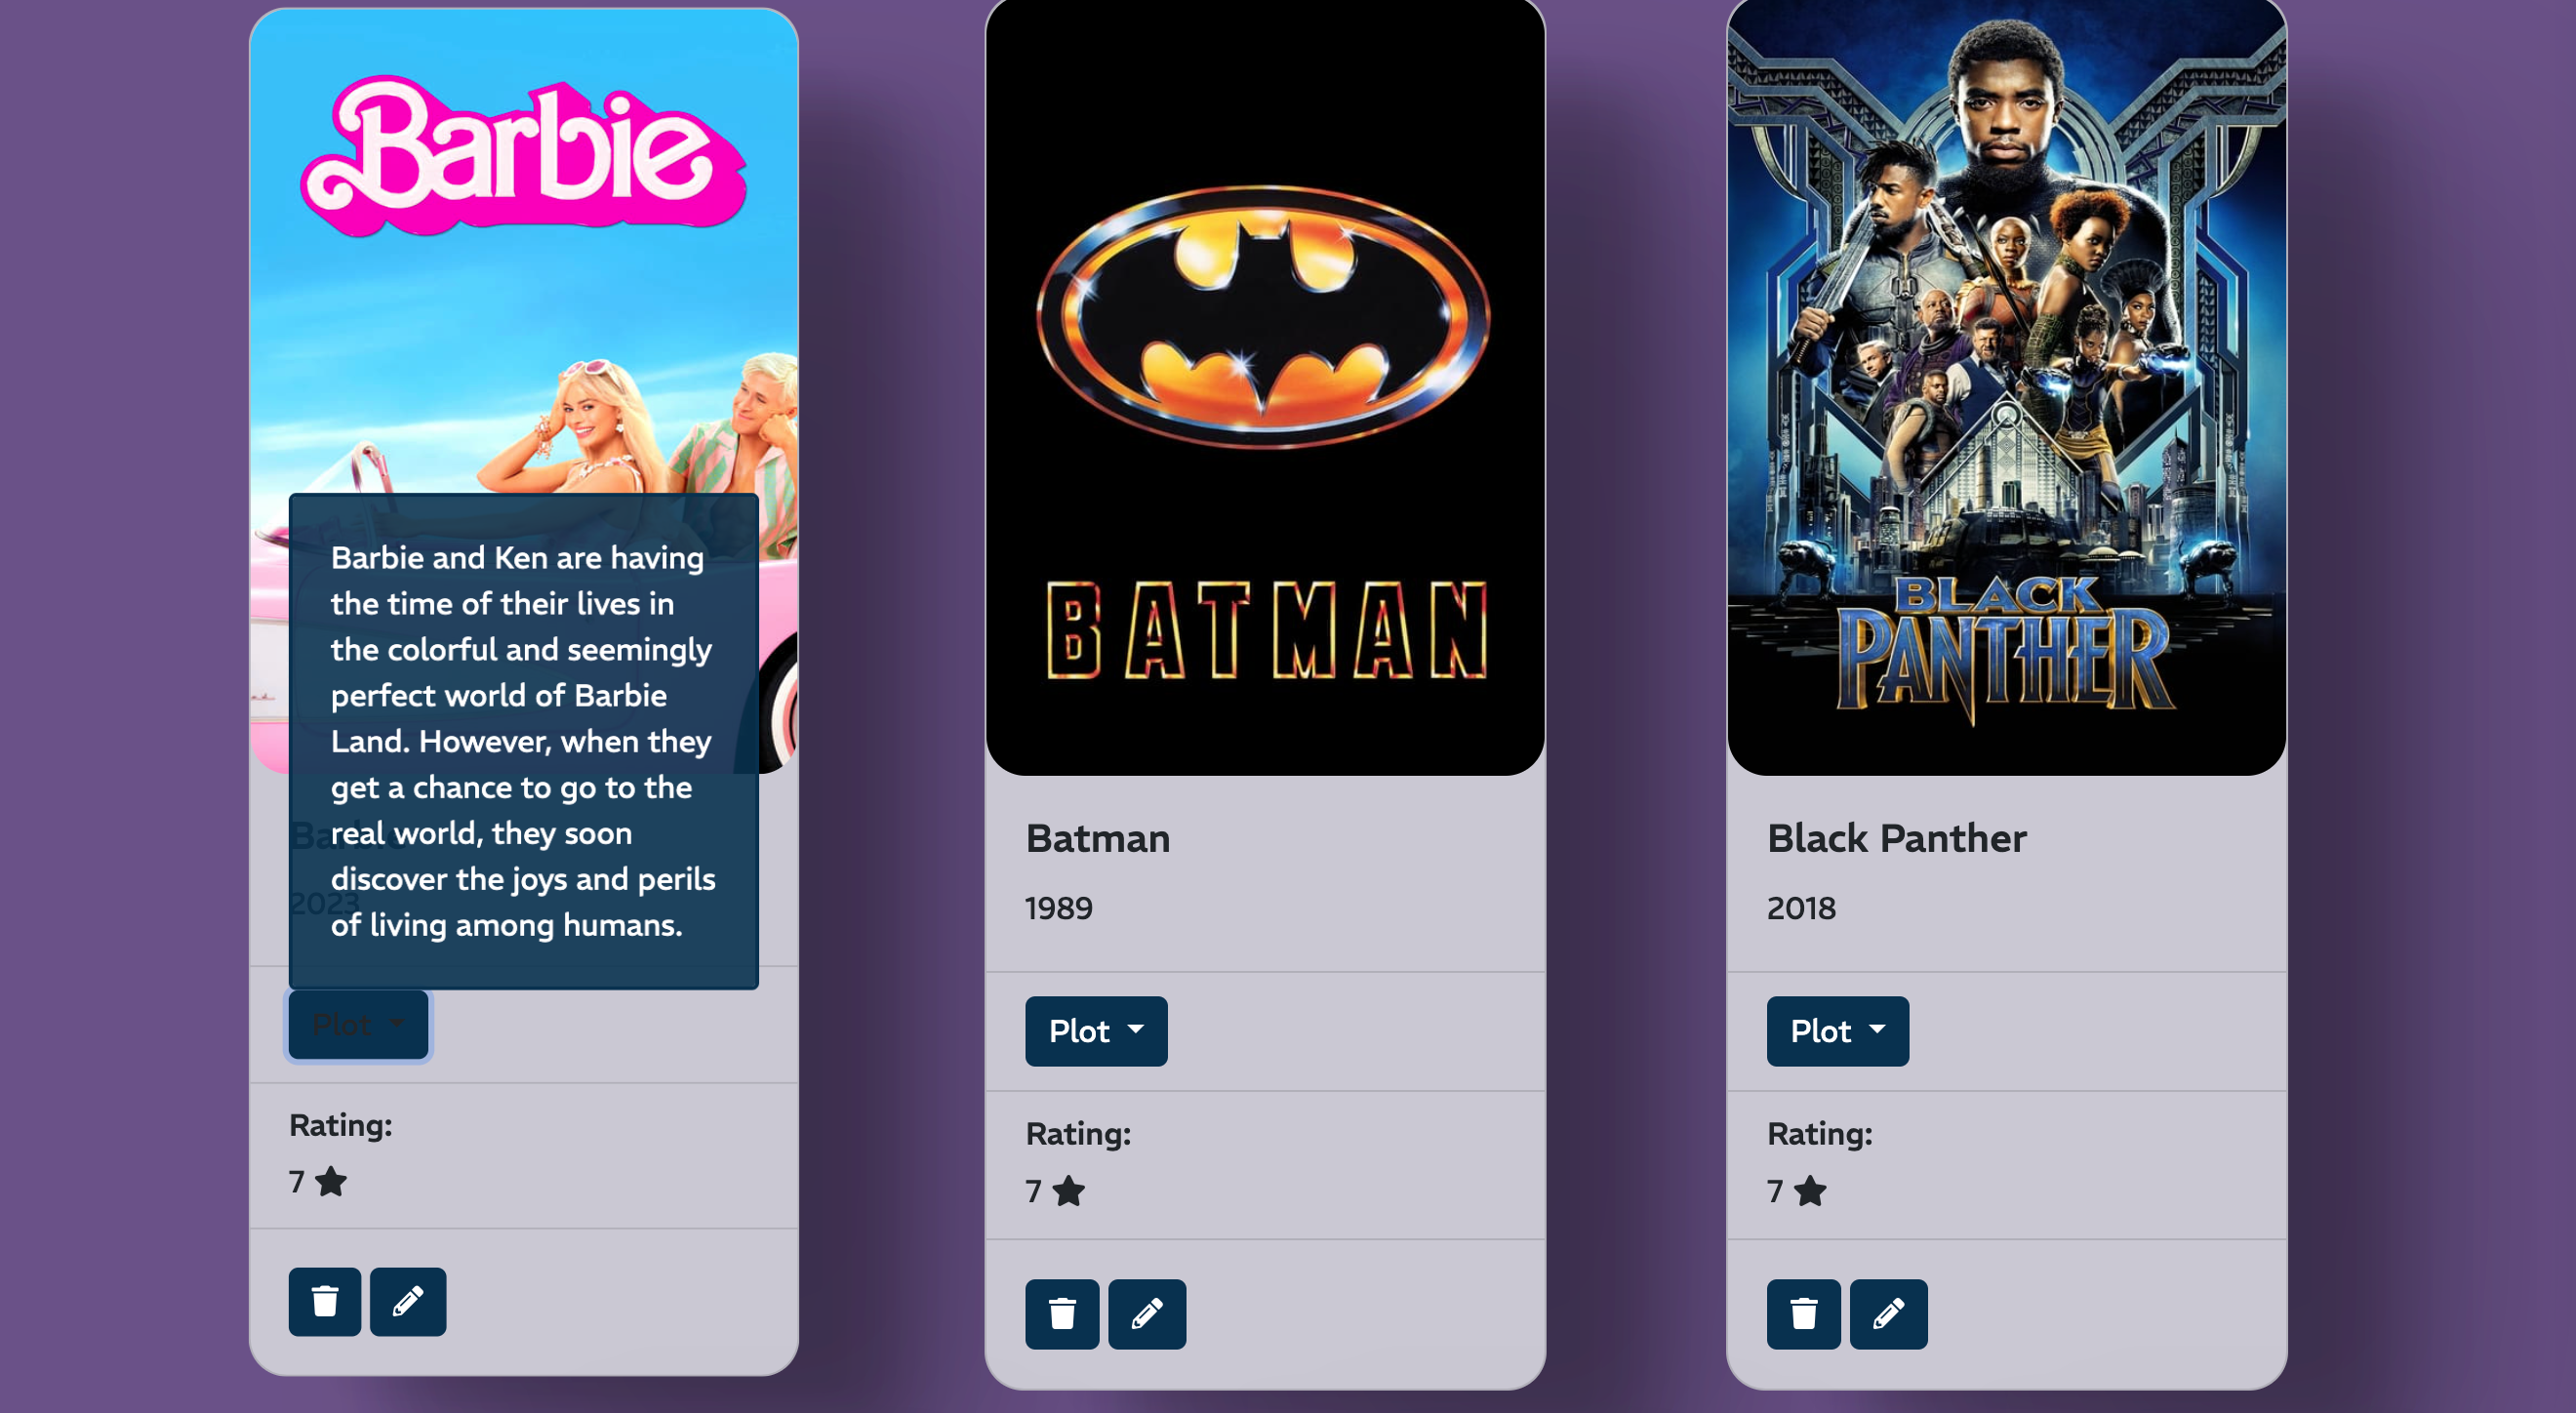 Barbie
Barbie and Ken are having
the time of their lives in
the colorful and seemingly
perfect world of Barbie
Land. However, when they
get a chance to go to the
real world, they soon
discover the joys and perils
of living among humans.
Barbie
2023
Plot
Rating:
7
BATMAN
Batman
1989
Plot
Rating:
7
BLACK
PANTHER
Black Panther
2018
Plot
Rating:
7